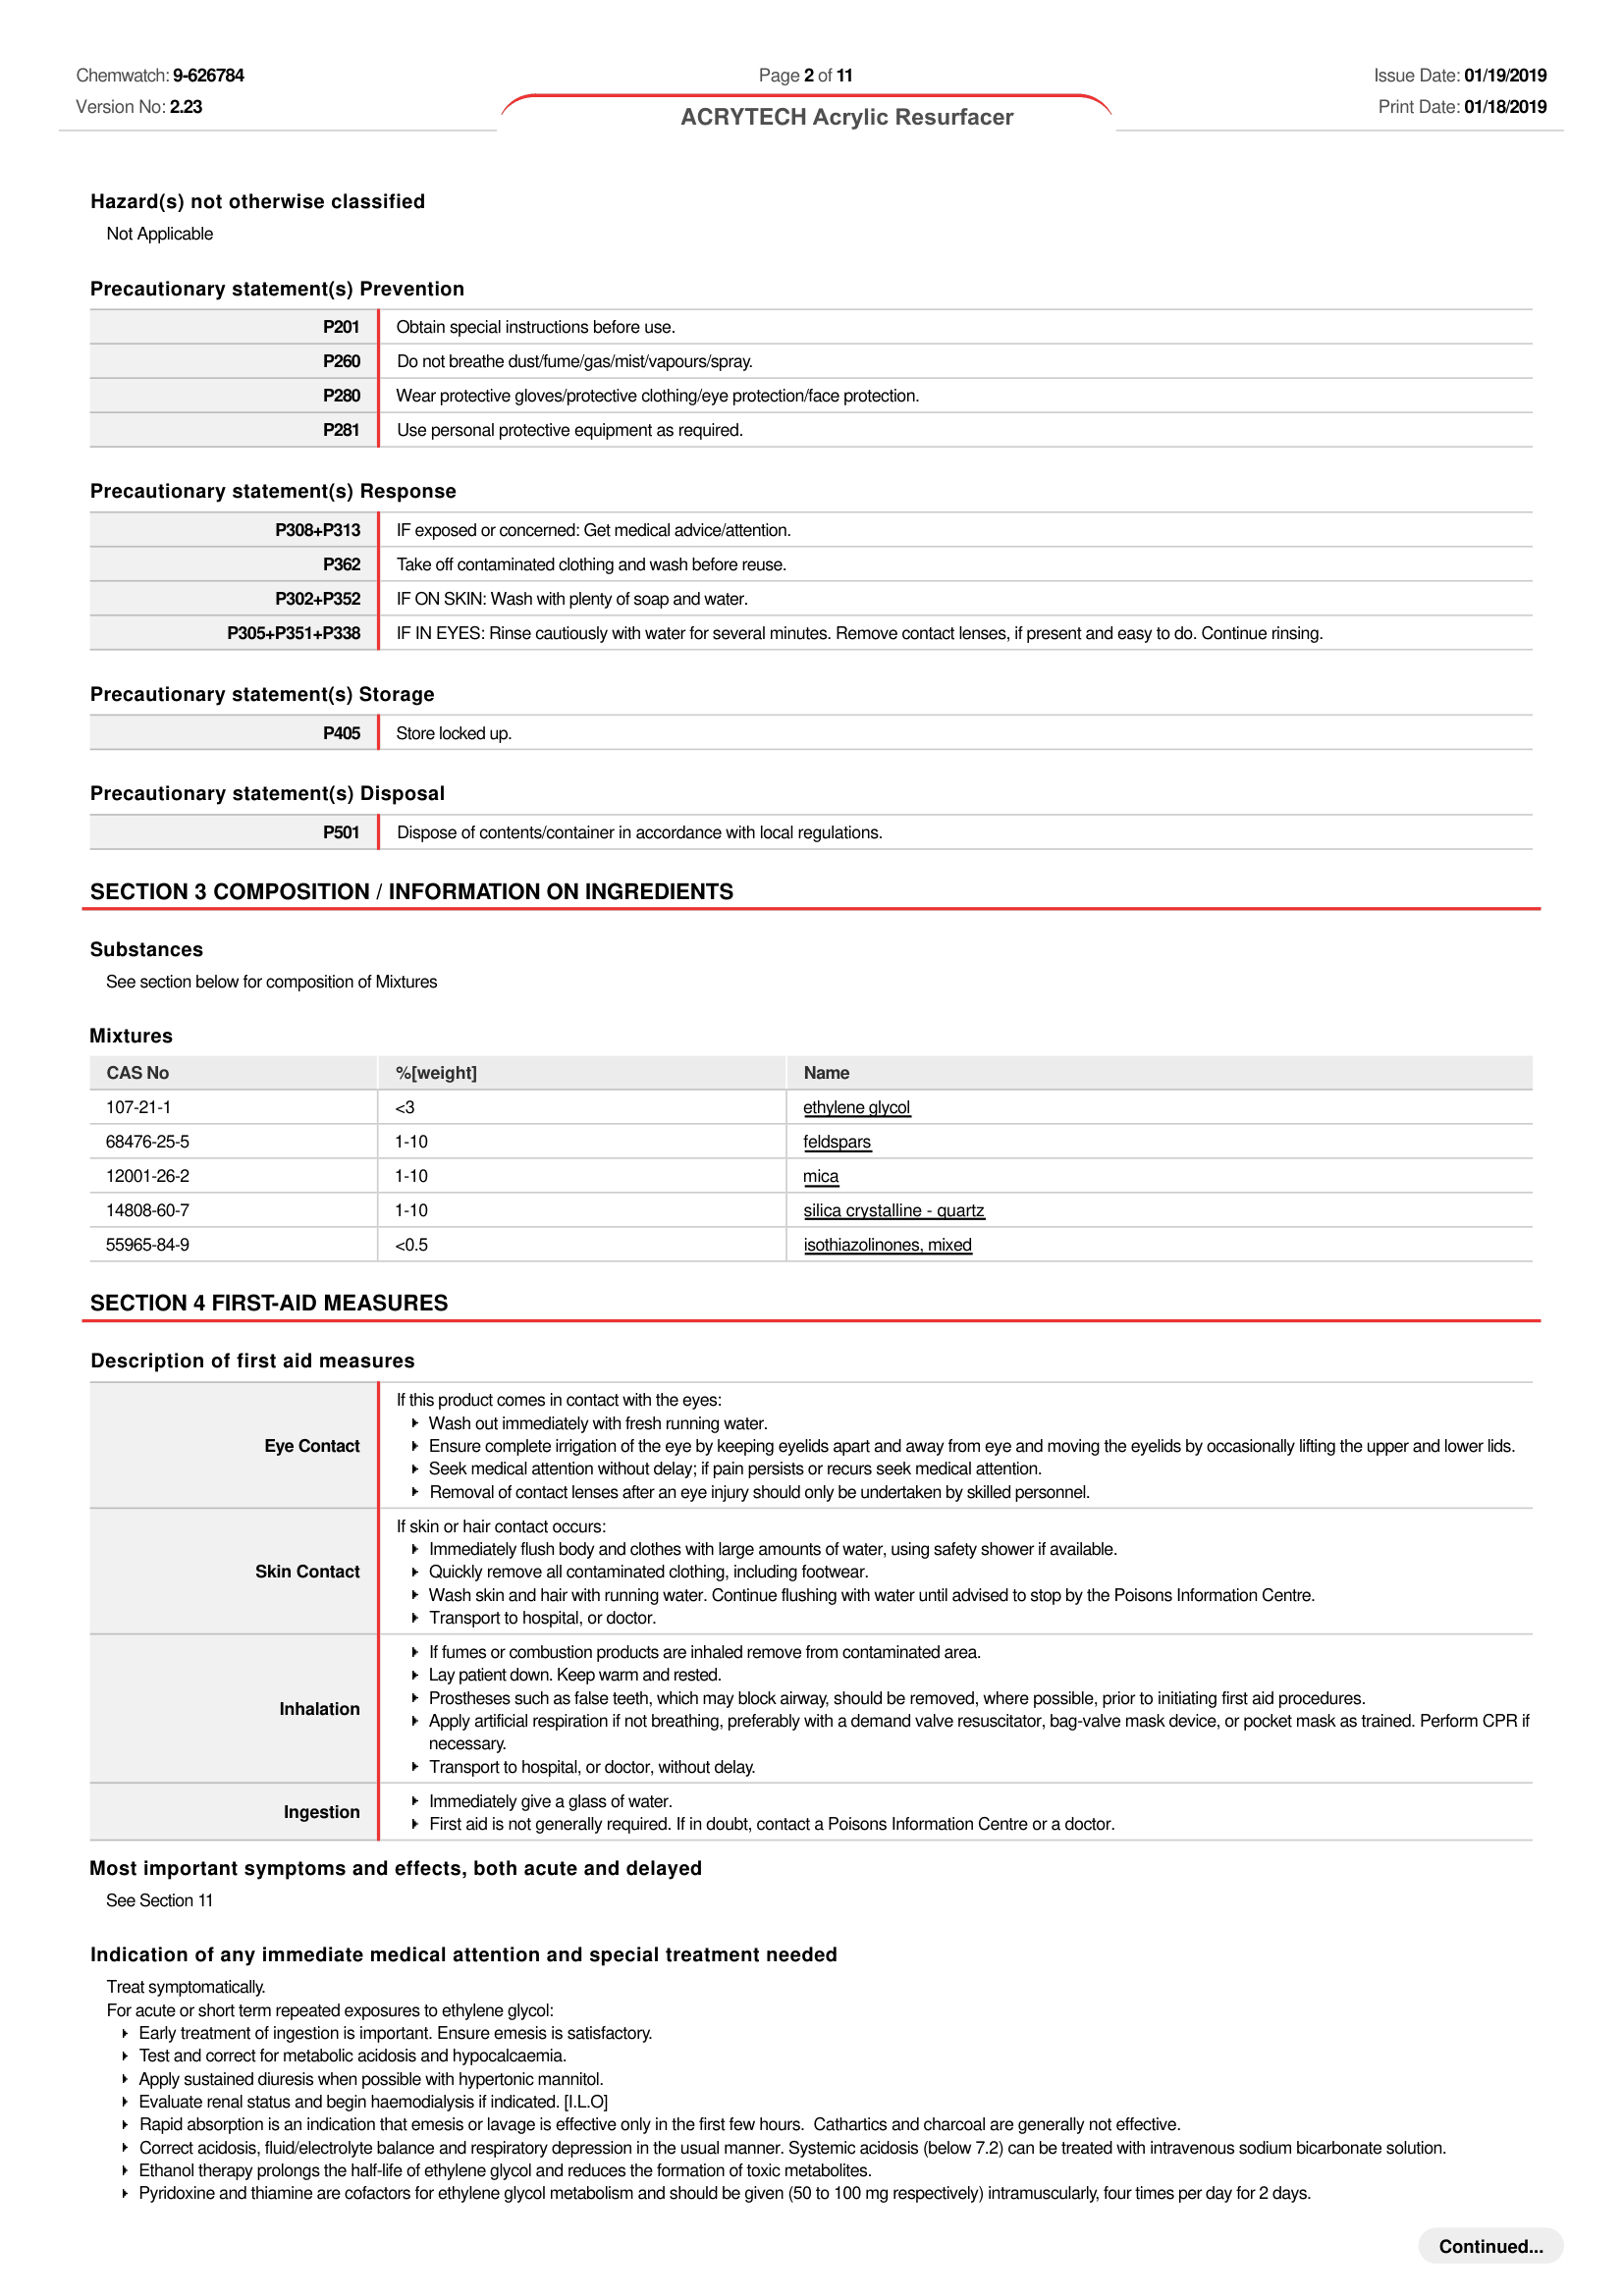 Chemwatch: 9-626784
Page 2 of 11
Issue Date: 01/19/2019
Version No: 2.23
ACRYTECH Acrylic Resurfacer
Print Date: 01/18/2019
Hazard(s) not otherwise classified
Not Applicable
Precautionary statement(s) Prevention
P201 Obtain special instructions before use.
P260 Do not breathe dust/fume/gas/mist/vapours/spray.
P280 Wear protective gloves/protective clothing/eye protection/face protection.
P281 Use personal protective equipment as required.
Precautionary statement(s) Response
P308+P313 IF exposed or concerned: Get medical advice/attention.
P362 Take off contaminated clothing and wash before reuse.
P302+P352 IF ON SKIN: Wash with plenty of soap and water.
P305+P351+P338 IF IN EYES: Rinse cautiously with water for several minutes. Remove contact lenses, if present and easy to do. Continue rinsing.
Precautionary statement(s) Storage
P405 Store locked up.
Precautionary statement(s) Disposal
P501 Dispose of contents/container in accordance with local regulations.
SECTION 3 COMPOSITION / INFORMATION ON INGREDIENTS
Substances
See section below for composition of Mixtures
Mixtures
CAS No %[weight] Name
107-21-1 <3 ethylene glycol
68476-25-5 1-10 feldspars
12001-26-2 1-10 mica
14808-60-7 1-10 silica crystalline - quartz
55965-84-9 <0.5 isothiazolinones, mixed
SECTION 4 FIRST-AID MEASURES
Description of first aid measures
Eye Contact
If this product comes in contact with the eyes:
Wash out immediately with fresh running water.
Ensure complete irrigation of the eye by keeping eyelids apart and away from eye and moving the eyelids by occasionally lifting the upper and lower lids.
Seek medical attention without delay; if pain persists or recurs seek medical attention.
Removal of contact lenses after an eye injury should only be undertaken by skilled personnel.
Skin Contact
If skin or hair contact occurs:
Immediately flush body and clothes with large amounts of water, using safety shower if available.
Quickly remove all contaminated clothing, including footwear.
Wash skin and hair with running water. Continue flushing with water until advised to stop by the Poisons Information Centre.
Transport to hospital, or doctor.
Inhalation
If fumes or combustion products are inhaled remove from contaminated area.
Lay patient down. Keep warm and rested.
Prostheses such as false teeth, which may block airway, should be removed, where possible, prior to initiating first aid procedures.
Apply artificial respiration if not breathing, preferably with a demand valve resuscitator, bag-valve mask device, or pocket mask as trained. Perform CPR if
necessary.
Transport to hospital, or doctor, without delay.
Ingestion
Immediately give a glass of water.
First aid is not generally required. If in doubt, contact a Poisons Information Centre or a doctor.
Most important symptoms and effects, both acute and delayed
See Section 11
Indication of any immediate medical attention and special treatment needed
Treat symptomatically.
For acute or short term repeated exposures to ethylene glycol:
Early treatment of ingestion is important. Ensure emesis is satisfactory.
Test and correct for metabolic acidosis and hypocalcaemia.
Apply sustained diuresis when possible with hypertonic mannitol.
Evaluate renal status and begin haemodialysis if indicated. [I.L.O]
Rapid absorption is an indication that emesis or lavage is effective only in the first few hours. Cathartics and charcoal are generally not effective.
Correct acidosis, fluid/electrolyte balance and respiratory depression in the usual manner. Systemic acidosis (below 7.2) can be treated with intravenous sodium bicarbonate solution.
Ethanol therapy prolongs the half-life of ethylene glycol and reduces the formation of toxic metabolites.
Pyridoxine and thiamine are cofactors for ethylene glycol metabolism and should be given (50 to 100 mg respectively) intramuscularly, four times per day for 2 days.
Continued...